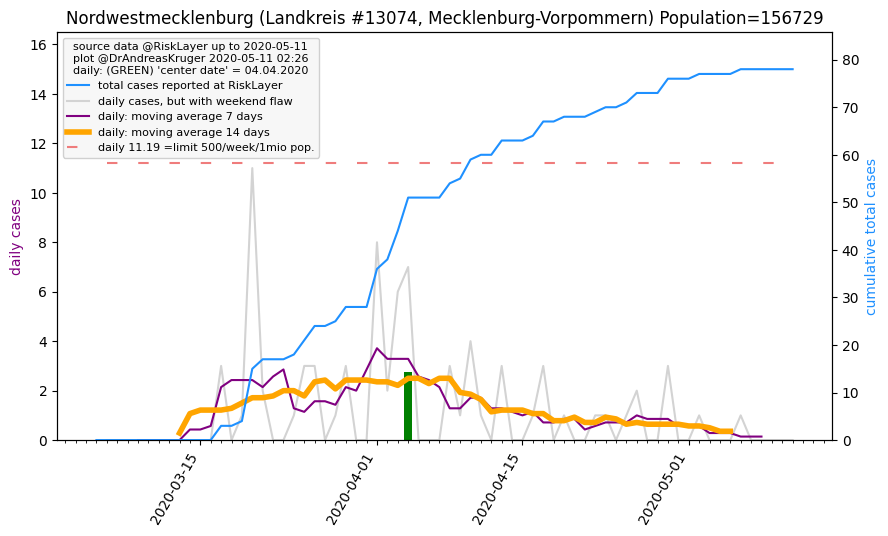 Nordwestmecklenburg (Landkreis #13074, Mecklenburg-Vorpommern) Population=156729
source data @RiskLayer up to 2020-05-11
plot @DrAndreasKruger 2020-05-11 02:26
daily: (GREEN) 'center date' = 04.04.2020
total cases reported at RiskLayer
daily cases, but with weekend flaw
daily: moving average 7 days
daily: moving average 14 days
daily 11.19 =limit 500/week/1mio pop.
daily cases
16
14
12
10
8
6
4
2
0
cumulative total cases
80
70
60
50
40
30
20
10
0
2020-03-15
2020-04-01
2020-04-15
2020-05-01